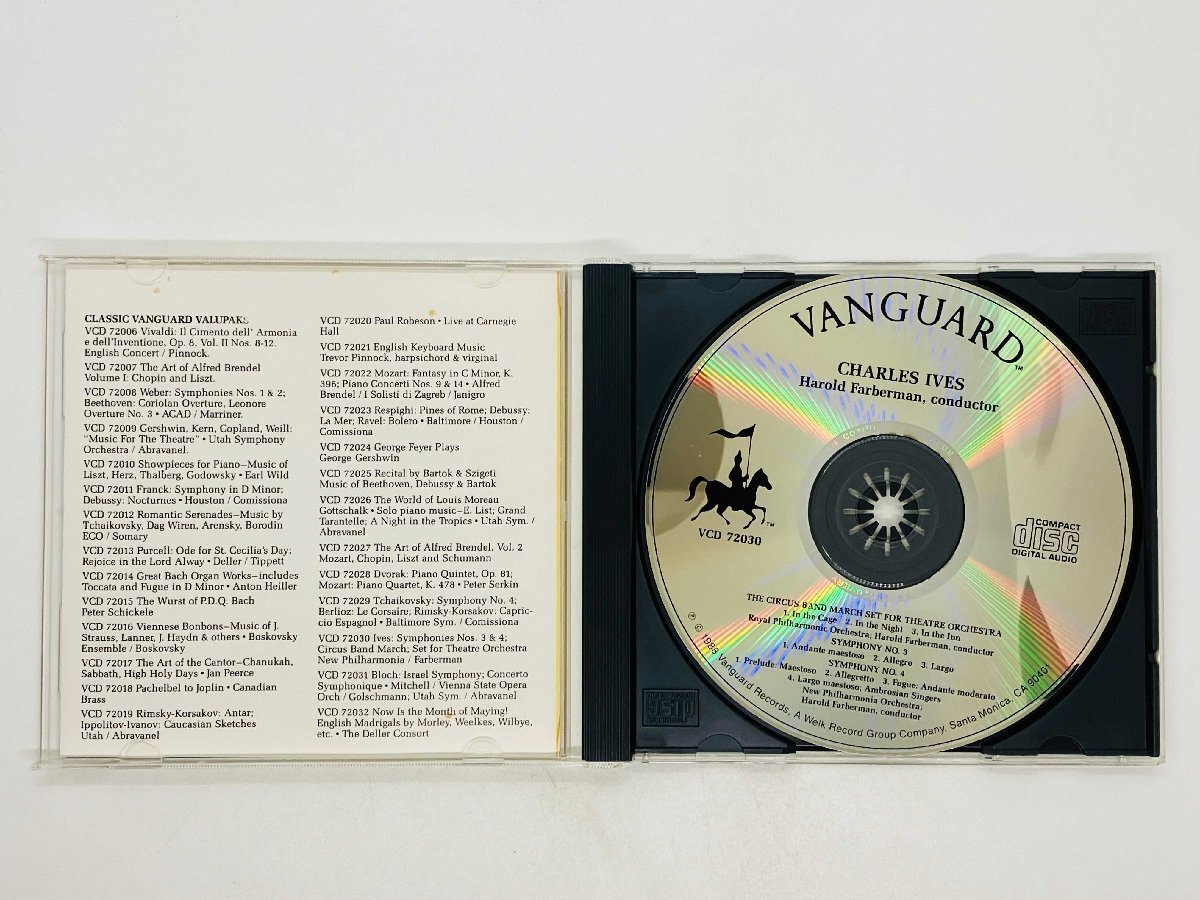 CLASSIC VANGUARD VALUPAKS
VCD 72006 Vivaldi: Il Cimento dell' Armonia
e dell'Inventione, Op. 8, Vol. II Nos. 8-12,
English Concert / Pinnock.
VCD 72007 The Art of Alfred Brendel
Volume I: Chopin and Liszt.
VCD 72008 Weber: Symphonies Nos. 1 & 2;
Beethoven: Coriolan Overture, Leonore
Overture No. 3 • ACAD / Marriner.
VCD 72009 Gershwin, Kern, Copland, Weill:
"Music For The Theatre" • Utah Symphony
Orchestra / Abravanel.
VCD 72010 Showpieces for Piano—Music of
Liszt, Herz, Thalberg, Godowsky • Earl Wild
VCD 72011 Franck: Symphony in D Minor;
Debussy: Nocturnes • Houston / Comissiona
VCD 72012 Romantic Serenades—Music by
Tchaikovsky, Dag Wiren, Arensky, Borodin
ECO / Somary
VCD 72013 Purcell: Ode for St. Cecilia's Day;
Rejoice in the Lord Alway • Deller / Tippett
VCD 72014 Great Bach Organ Works—includes
Toccata and Fugue in D Minor • Anton Heiller
VCD 72015 The Wurst of P.D.Q. Bach
Peter Schickele
VCD 72016 Viennese Bonbons—Music of J.
Strauss, Lanner, J. Haydn & others • Boskovsky
Ensemble / Boskovsky
VCD 72017 The Art of the Cantor—Chanukah,
Sabbath, High Holy Days • Jan Peerce
VCD 72018 Pachelbel to Joplin • Canadian
Brass
VCD 72019 Rimsky-Korsakov: Antar;
Ippolitov-Ivanov: Caucasian Sketches
Utah / Abravanel
VCD 72020 Paul Robeson • Live at Carnegie
Hall
VCD 72021 English Keyboard Music
Trevor Pinnock, harpsichord & virginal
VCD 72022 Mozart: Fantasy in C Minor, K.
396; Piano Concerti Nos. 9 & 14 • Alfred
Brendel / I Solisti di Zagreb / Janigro
VCD 72023 Respighi: Pines of Rome; Debussy:
La Mer; Ravel: Bolero • Baltimore / Houston /
Comissiona
VCD 72024 George Feyer Plays
George Gershwin
VCD 72025 Recital by Bartok & Szigeti
Music of Beethoven, Debussy & Bartok
VCD 72026 The World of Louis Moreau
Gottschalk • Solo piano music—E. List; Grand
Tarantelle; A Night in the Tropics • Utah Sym. /
Abravanel
VCD 72027 The Art of Alfred Brendel, Vol. 2
Mozart, Chopin, Liszt and Schumann
VCD 72028 Dvorak: Piano Quintet, Op. 81;
Mozart: Piano Quartet, K. 478 • Peter Serkin
VCD 72029 Tchaikovsky: Symphony No. 4;
Berlioz: Le Corsaire; Rimsky-Korsakov: Capric-
cio Espagnol • Baltimore Sym. / Comissiona
VCD 72030 Ives: Symphonies Nos. 3 & 4;
Circus Band March; Set for Theatre Orchestra
New Philharmonia / Farberman
VCD 72031 Bloch: Israel Symphony; Concerto
Symphonique • Mitchell / Vienna State Opera
Orch / Golschmann; Utah Sym. / Abravanel
VCD 72032 Now Is the Month of Maying!
English Madrigals by Morley, Weelkes, Wilbye,
etc. • The Deller Consort
VANGUARD™
CHARLES IVES
Harold Farberman, conductor
VCD 72030
COMPACT
disc
DIGITAL AUDIO
THE CIRCUS BAND MARCH SET FOR THEATRE ORCHESTRA
1. In the Cage 2. In the Night 3. In the Inn
Royal Philharmonic Orchestra, Harold Farberman, conductor
SYMPHONY NO. 3
1. Andante maestoso 2. Allegro 3. Largo
SYMPHONY NO. 4
1. Prelude: Maestoso 2. Allegretto 3. Fugue: Andante moderato
4. Largo maestoso; Ambrosian Singers
New Philharmonia Orchestra;
Harold Farberman, conductor
℗ © 1988 Vanguard Records, A Welk Record Group Company, Santa Monica, CA 90401